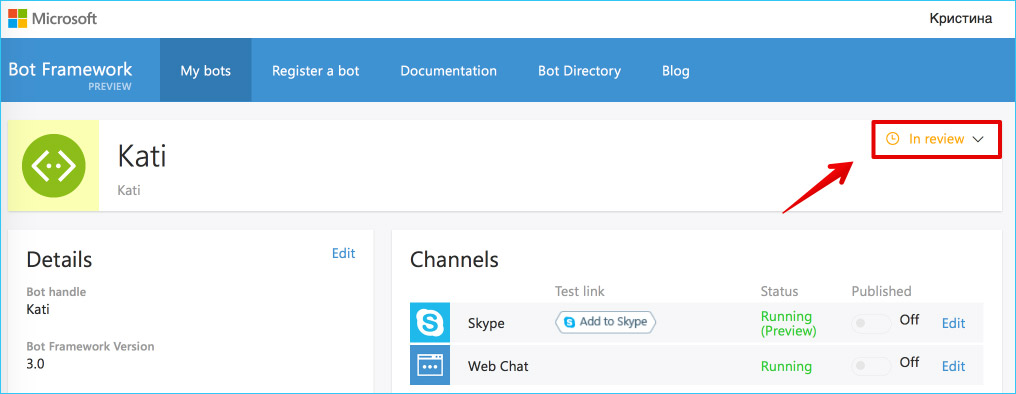 Microsoft
Кристина
Bot Framework
PREVIEW
My bots
Register a bot
Documentation
Bot Directory
Blog
Kati
Kati
In review
Details
Edit
Bot handle
Kati
Bot Framework Version
3.0
Channels
Test link
Status
Published
Skype
Add to Skype
Running
(Preview)
Off
Edit
Web Chat
Running
Off
Edit